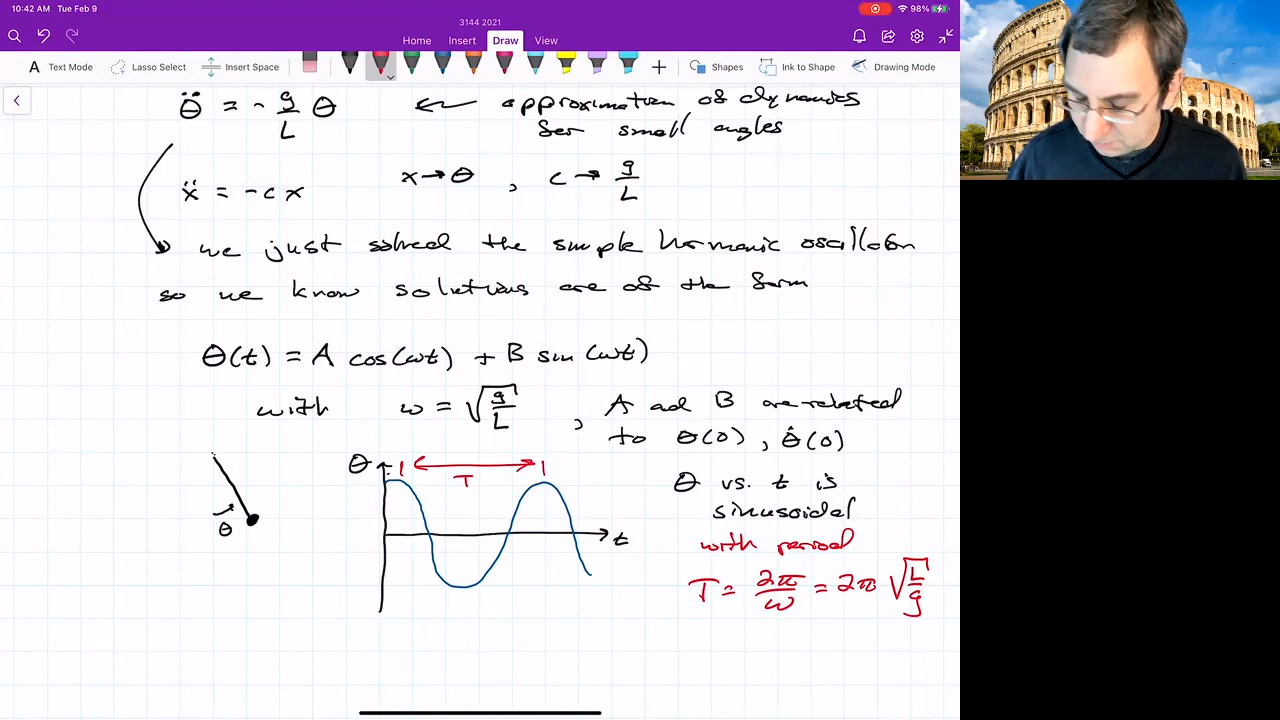 10:42 AM Tue Feb 9
98%
3144 2021
Home Insert Draw View
Text Mode Lasso Select Insert Space + Shapes Ink to Shape Drawing Mode
θ̈ = - g/L θ ← approximation of dynamics
for small angles
ẍ = -c x x → θ , c → g/L
we just solved the simple harmonic oscillator
so we know solutions are of the form
θ(t) = A cos(ωt) + B sin(ωt)
with ω = √(g/L) , A and B are related
to θ(0), θ̇(0)
θ T
θ vs. t is
sinusoidal
θ t
with period
T = 2π/ω = 2π √(L/g)